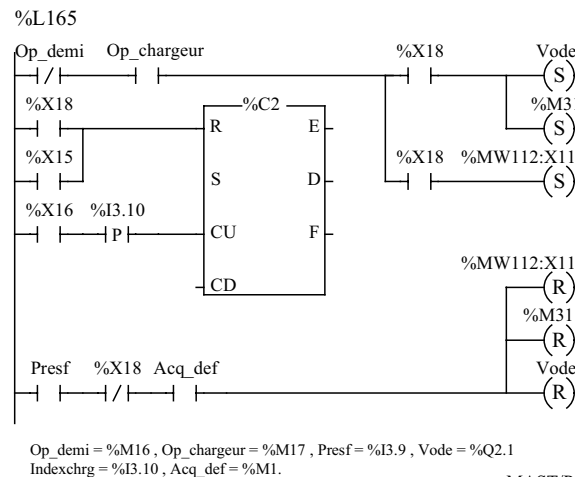 %L165
Op_demi Op_chargeur %X18 Vode
S
%X18 %C2 %M31
R E S
%X15 %X18 %MW112:X11
S D S
%X16 %I3.10
P CU F
%MW112:X11
CD R
%M31
R
Presf %X18 Acq_def Vode
R
Op_demi = %M16 , Op_chargeur = %M17 , Presf = %I3.9 , Vode = %Q2.1
Indexchrg = %I3.10 , Acq_def = %M1.